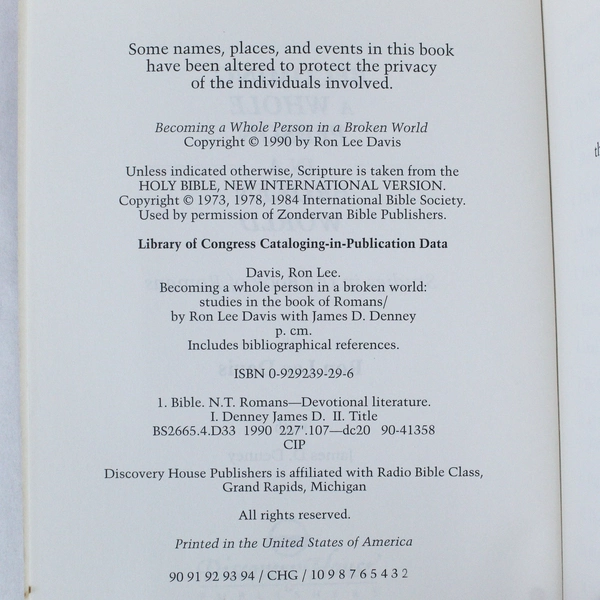 Some names, places, and events in this book
have been altered to protect the privacy
of the individuals involved.
Becoming a Whole Person in a Broken World
Copyright © 1990 by Ron Lee Davis
Unless indicated otherwise, Scripture is taken from the
HOLY BIBLE, NEW INTERNATIONAL VERSION.
Copyright © 1973, 1978, 1984 International Bible Society.
Used by permission of Zondervan Bible Publishers.
Library of Congress Cataloging-in-Publication Data
Davis, Ron Lee.
Becoming a whole person in a broken world:
studies in the book of Romans/
by Ron Lee Davis with James D. Denney
p. cm.
Includes bibliographical references.
ISBN 0-929239-29-6
1. Bible. N.T. Romans—Devotional literature.
I. Denney James D. II. Title
BS2665.4.D33 1990 227'.107—dc20 90-41358
CIP
Discovery House Publishers is affiliated with Radio Bible Class,
Grand Rapids, Michigan
All rights reserved.
Printed in the United States of America
90 91 92 93 94 / CHG / 10 9 8 7 6 5 4 3 2